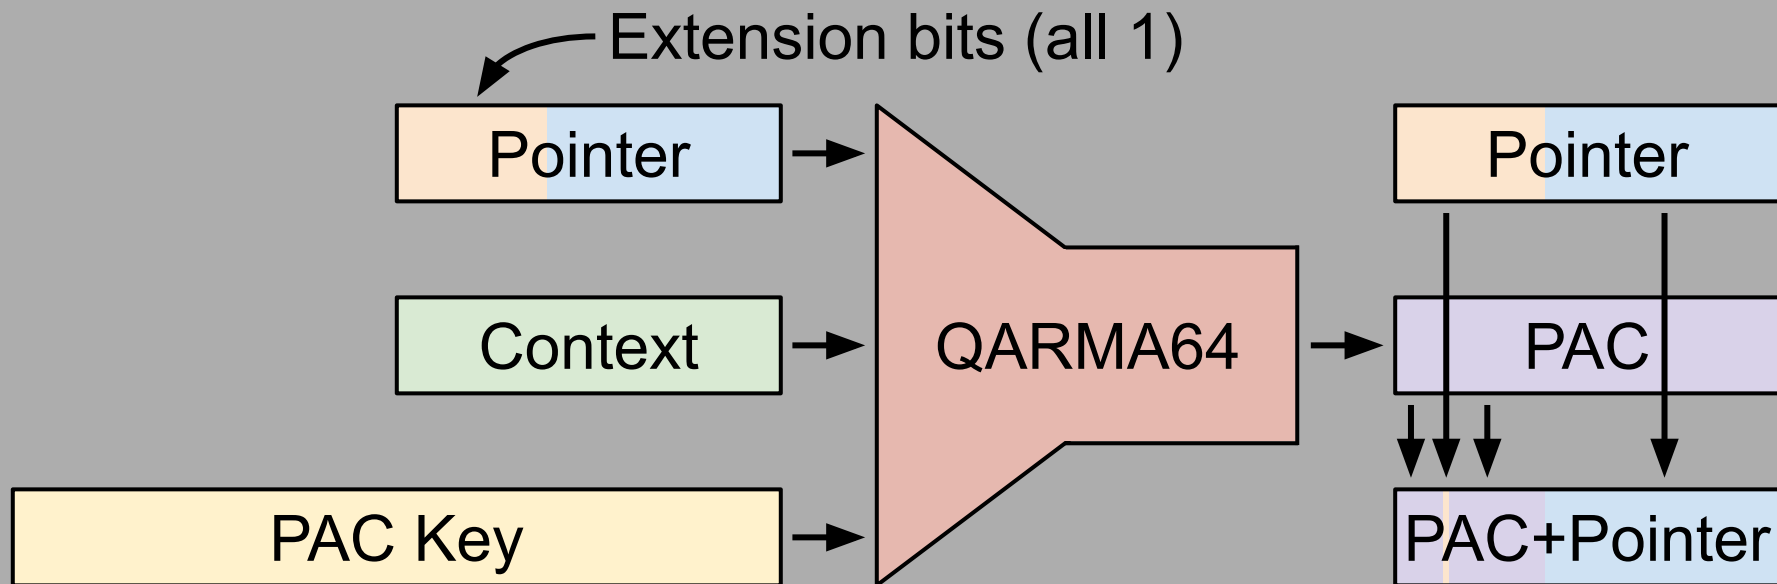 Extension bits (all 1)
Pointer
Pointer
Context
QARMA64
PAC
PAC Key
PAC+Pointer